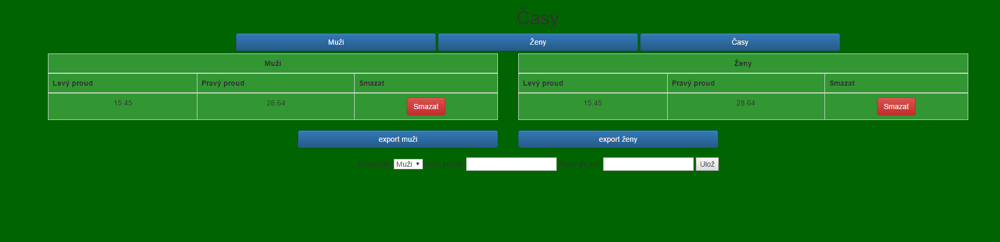 Časy
Muži Ženy Časy
Muži
Levý proud Pravý proud Smazat
15.45 28.64 Smazat
Ženy
Levý proud Pravý proud Smazat
15.45 28.64 Smazat
export muži export ženy
Kategorie: Muži Levý proud: Pravý proud: Ulož